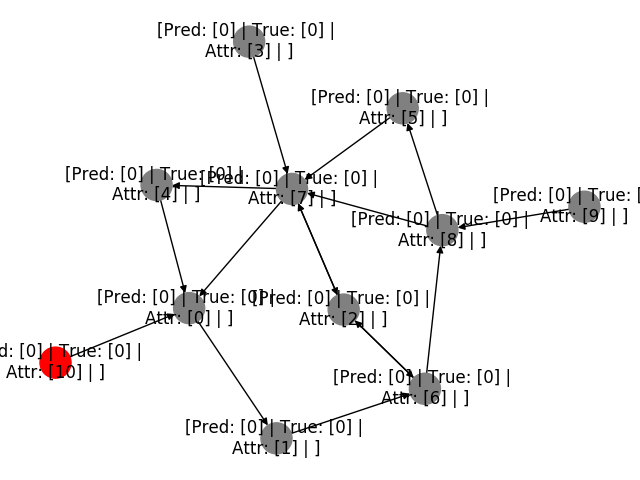 [Pred: [0] | True: [0] |
Attr: [3] | ]
[Pred: [0] | True: [0] |
Attr: [5] | ]
[Pred: [0] | True: [0] |
Attr: [4] | ]
[Pred: [0] | True: [0] |
Attr: [7] | ]
[Pred: [0] | True: [
Attr: [9] | ]
[Pred: [0] | True: [0] |
Attr: [8] | ]
[Pred: [0] | True: [0] |
Attr: [0] | ]
[Pred: [0] | True: [0] |
Attr: [2] | ]
d: [0] | True: [0] |
Attr: [10] | ]
[Pred: [0] | True: [0] |
Attr: [6] | ]
[Pred: [0] | True: [0] |
Attr: [1] | ]